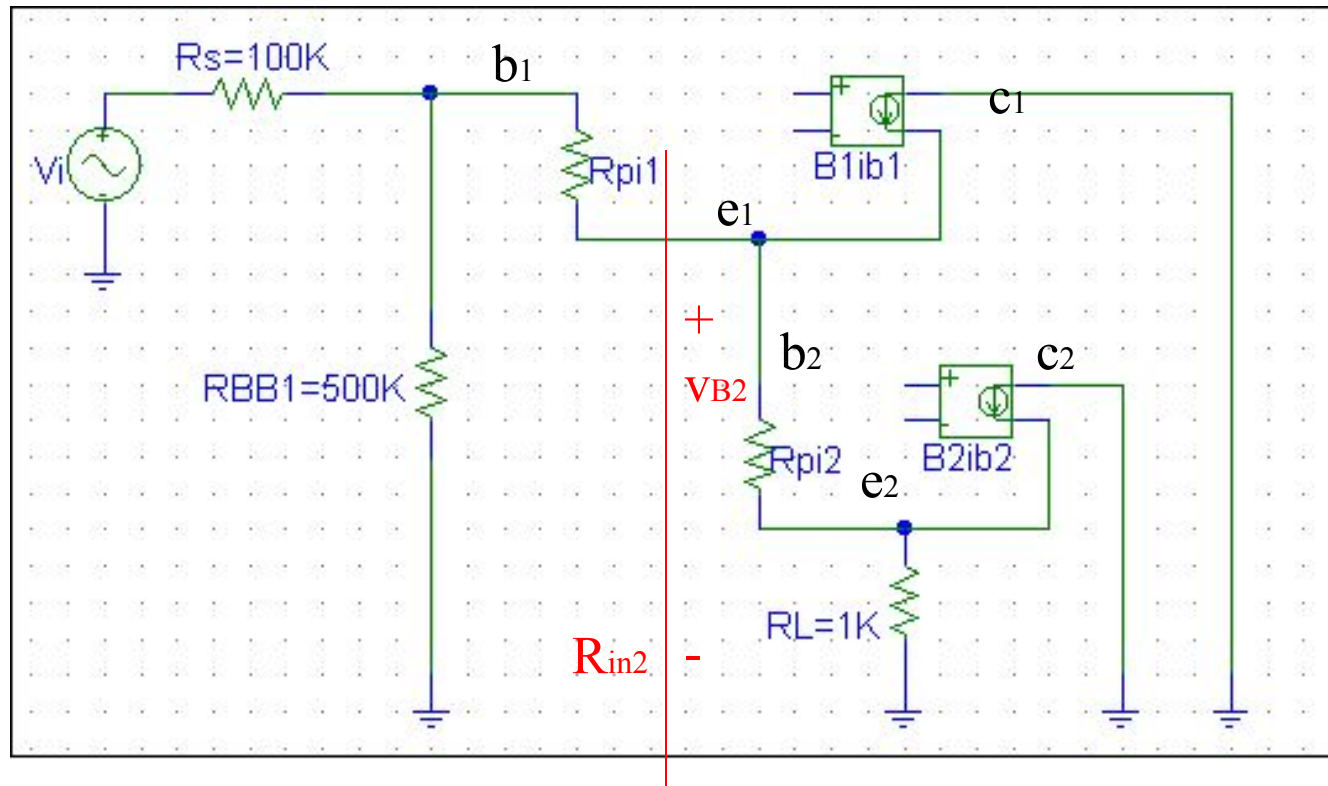 Rs=100K
b1
c1
Vi
+
-
B1ib1
Rpi1
e1
+
b2
c2
RBB1=500K
vB2
+
-
Rpi2
B2ib2
e2
RL=1K
Rin2
-